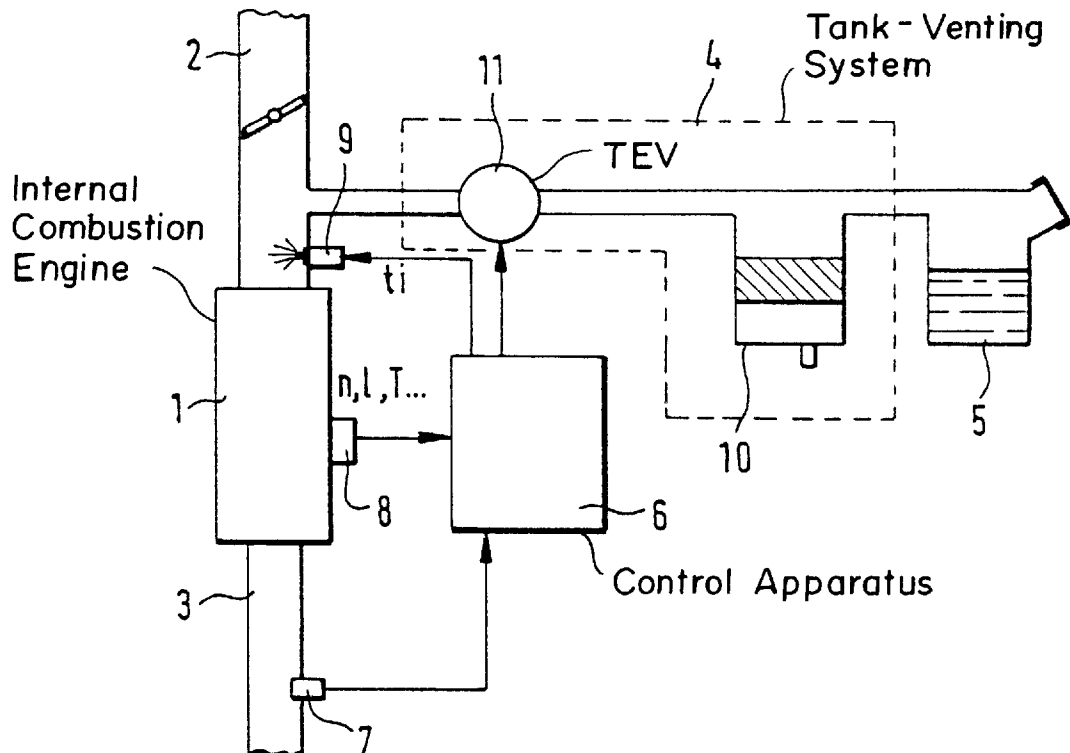 2
4
Tank-Venting
System
11
TEV
9
Internal
Combustion
Engine
ti
1
n,l,T...
8
6
10
5
Control Apparatus
3
7